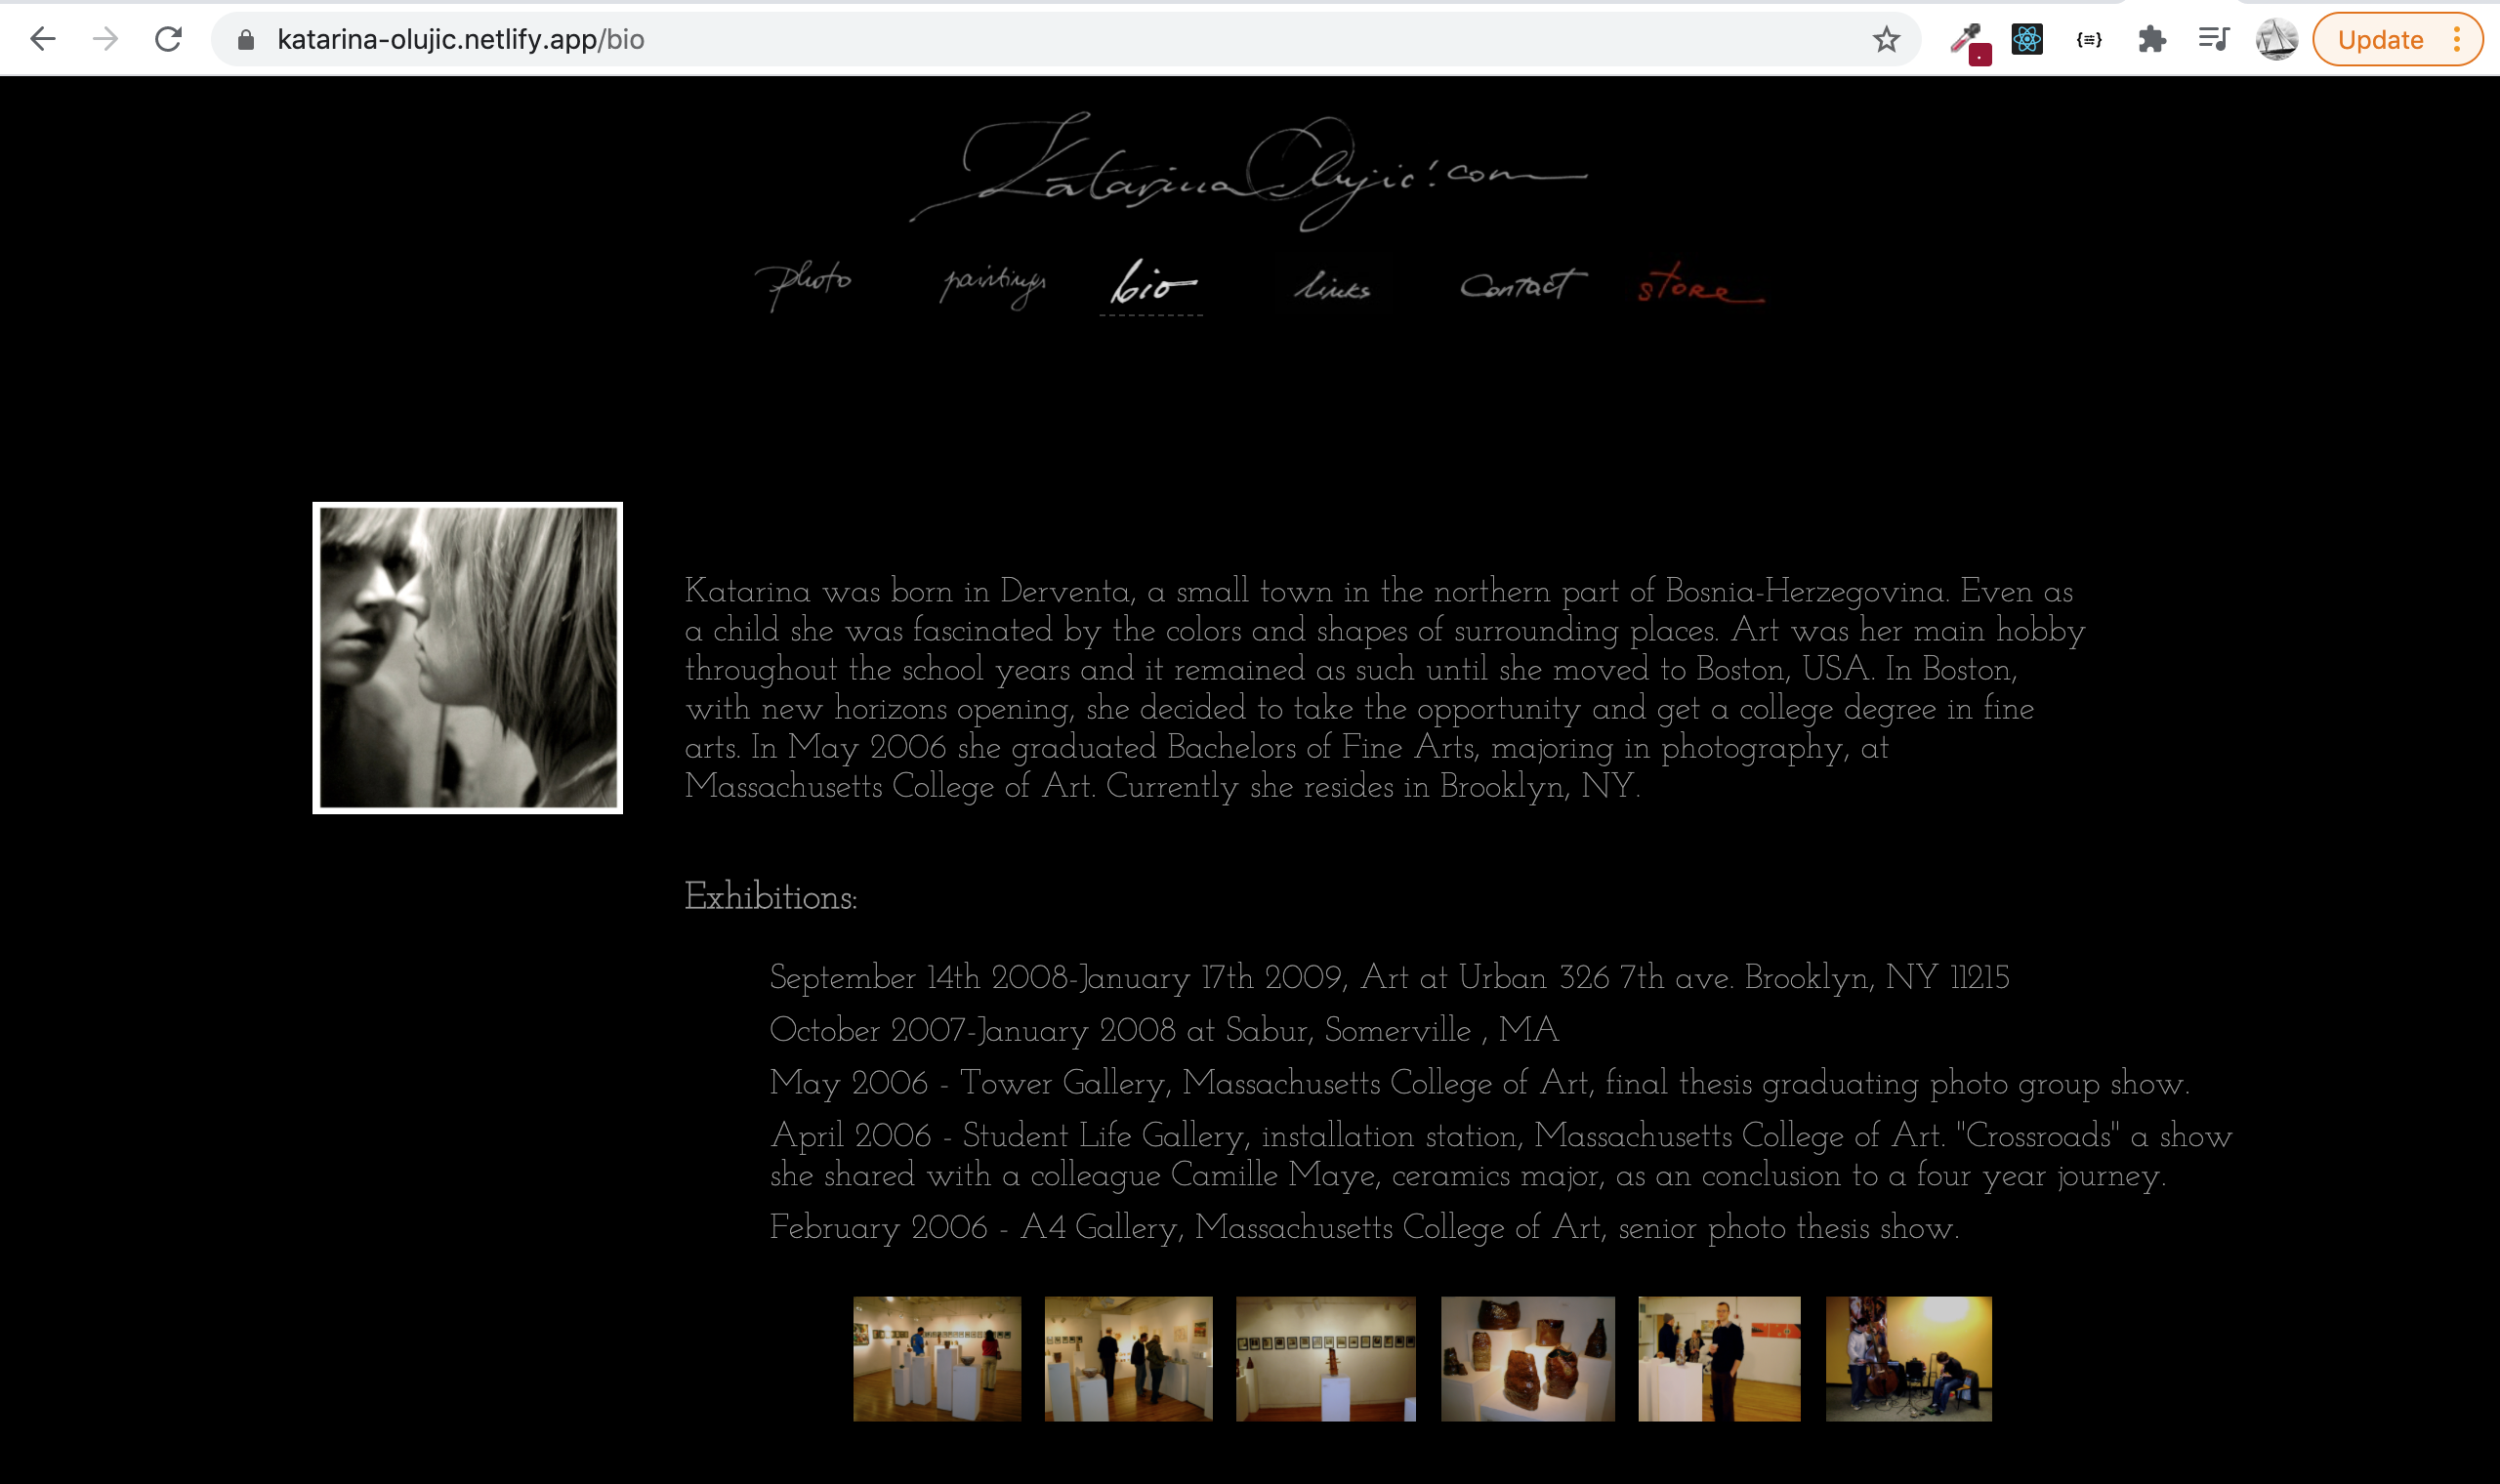 katarina-olujic.netlify.app/bio
Update
KatarinaOlujic!com
photo paintings bio links contact store
Katarina was born in Derventa, a small town in the northern part of Bosnia-Herzegovina. Even as
a child she was fascinated by the colors and shapes of surrounding places. Art was her main hobby
throughout the school years and it remained as such until she moved to Boston, USA. In Boston,
with new horizons opening, she decided to take the opportunity and get a college degree in fine
arts. In May 2006 she graduated Bachelors of Fine Arts, majoring in photography, at
Massachusetts College of Art. Currently she resides in Brooklyn, NY.
Exhibitions:
September 14th 2008-January 17th 2009, Art at Urban 326 7th ave. Brooklyn, NY 11215
October 2007-January 2008 at Sabur, Somerville , MA
May 2006 - Tower Gallery, Massachusetts College of Art, final thesis graduating photo group show.
April 2006 - Student Life Gallery, installation station, Massachusetts College of Art. "Crossroads" a show
she shared with a colleague Camille Maye, ceramics major, as an conclusion to a four year journey.
February 2006 - A4 Gallery, Massachusetts College of Art, senior photo thesis show.